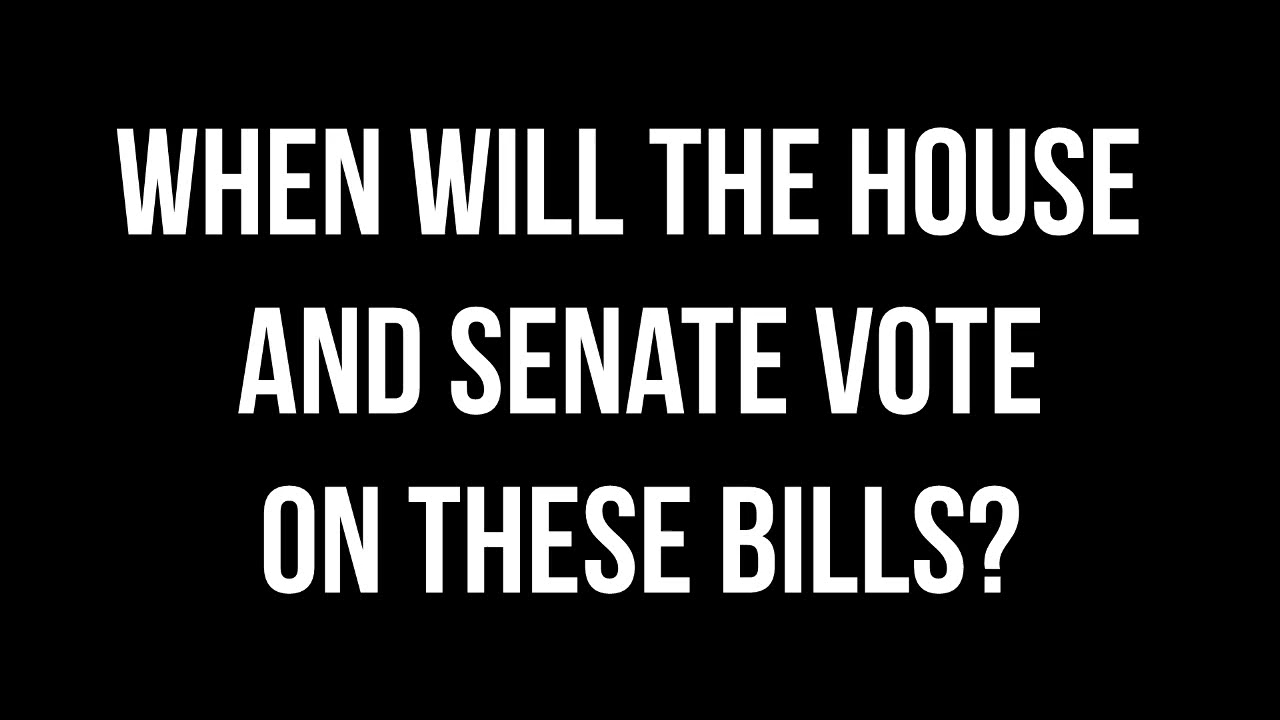 WHEN WILL THE HOUSE
AND SENATE VOTE
ON THESE BILLS?